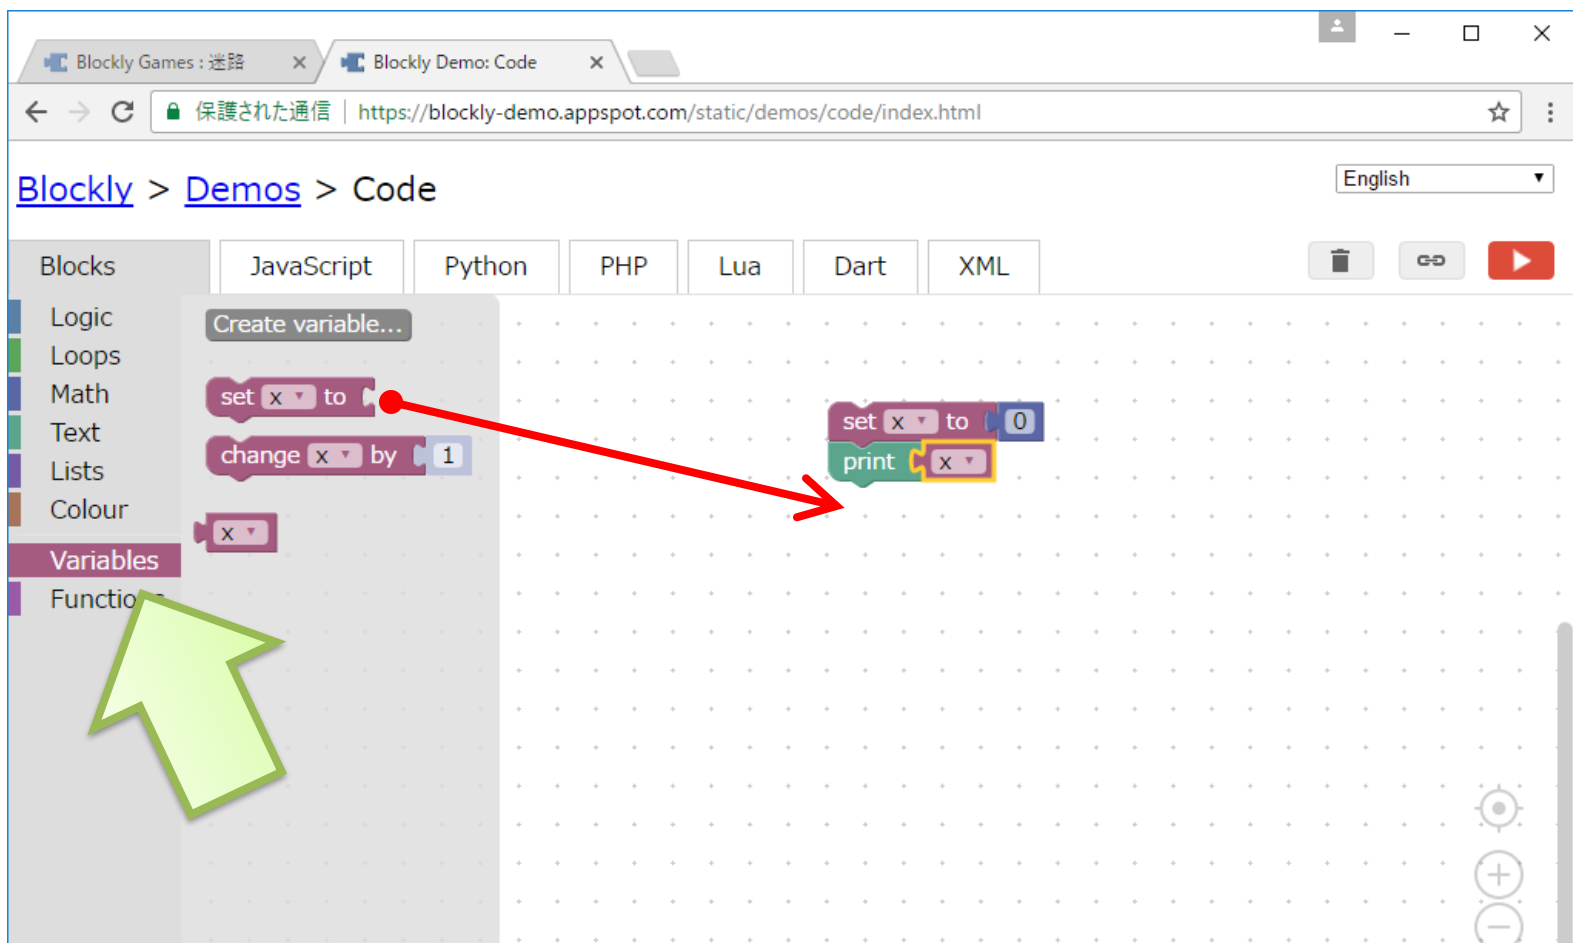 Blockly Games : 迷路
Blockly Demo: Code
保護された通信 | https://blockly-demo.appspot.com/static/demos/code/index.html
Blockly > Demos > Code
English
Blocks
JavaScript
Python
PHP
Lua
Dart
XML
Logic
Loops
Math
Text
Lists
Colour
Variables
Functions
Create variable...
set x to
change x by 1
x
set x to 0
print x